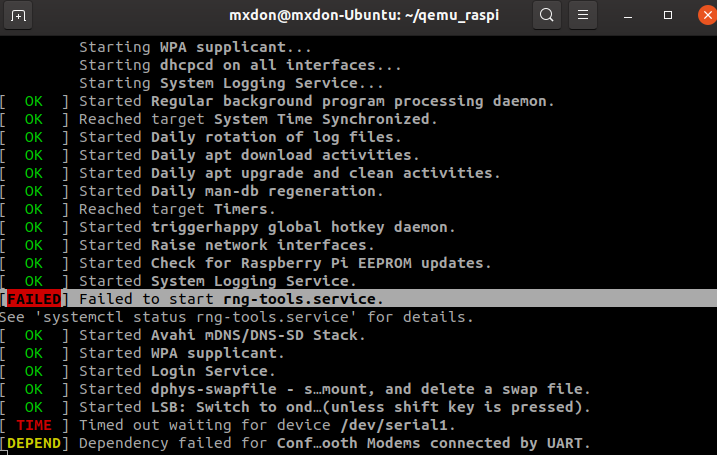 mxdon@mxdon-Ubuntu: ~/qemu_raspi
Starting WPA supplicant...
Starting dhcpcd on all interfaces...
Starting System Logging Service...
[  OK  ] Started Regular background program processing daemon.
[  OK  ] Reached target System Time Synchronized.
[  OK  ] Started Daily rotation of log files.
[  OK  ] Started Daily apt download activities.
[  OK  ] Started Daily apt upgrade and clean activities.
[  OK  ] Started Daily man-db regeneration.
[  OK  ] Reached target Timers.
[  OK  ] Started triggerhappy global hotkey daemon.
[  OK  ] Started Raise network interfaces.
[  OK  ] Started Check for Raspberry Pi EEPROM updates.
[  OK  ] Started System Logging Service.
[FAILED] Failed to start rng-tools.service.
See 'systemctl status rng-tools.service' for details.
[  OK  ] Started Avahi mDNS/DNS-SD Stack.
[  OK  ] Started WPA supplicant.
[  OK  ] Started Login Service.
[  OK  ] Started dphys-swapfile - s…mount, and delete a swap file.
[  OK  ] Started LSB: Switch to ond…(unless shift key is pressed).
[ TIME ] Timed out waiting for device /dev/serial1.
[DEPEND] Dependency failed for Conf…ooth Modems connected by UART.